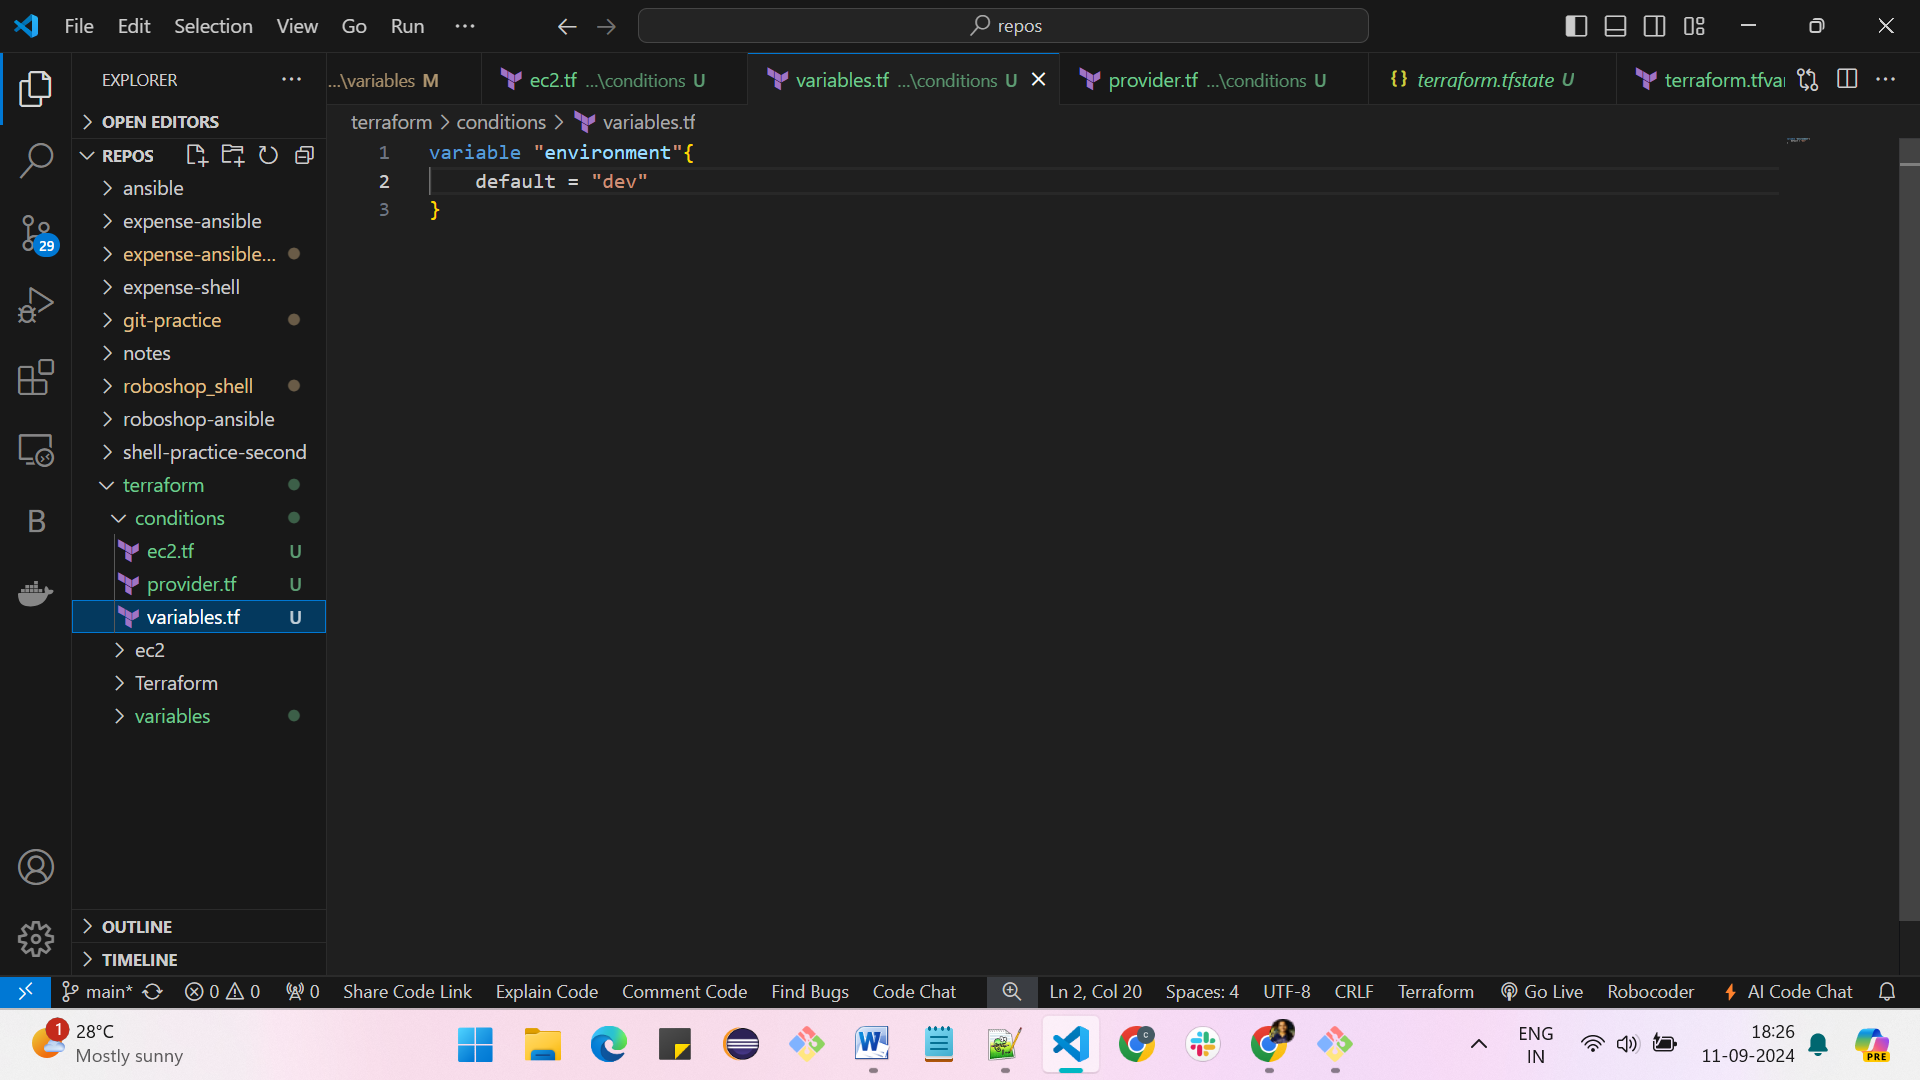 File Edit Selection View Go Run ...
repos
EXPLORER
...\variables M
ec2.tf ...\conditions U
variables.tf ...\conditions U
provider.tf ...\conditions U
{} terraform.tfstate U
terraform.tfvar
OPEN EDITORS
terraform > conditions > variables.tf
REPOS
1 variable "environment"{
2 default = "dev"
3 }
ansible
expense-ansible
expense-ansible...
expense-shell
git-practice
notes
roboshop_shell
roboshop-ansible
shell-practice-second
terraform
conditions
ec2.tf U
provider.tf U
variables.tf U
ec2
Terraform
variables
29
B
OUTLINE
TIMELINE
main* 0 0 0 Share Code Link Explain Code Comment Code Find Bugs Code Chat Ln 2, Col 20 Spaces: 4 UTF-8 CRLF Terraform Go Live Robocoder AI Code Chat
1
28°C
Mostly sunny
W
C
ENG
IN
18:26
11-09-2024
PRE